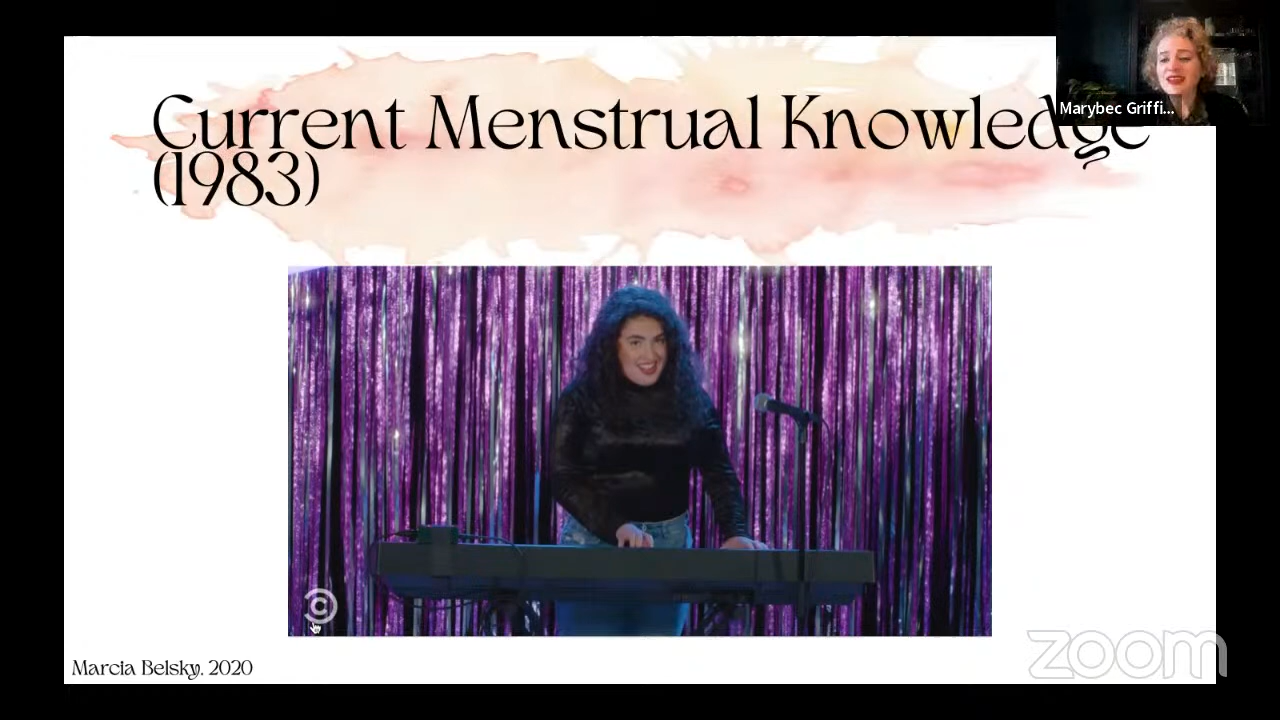 Current Menstrual Knowledge
(1983)
Marybec Griffi...
Marcia Belsky, 2020
zoom